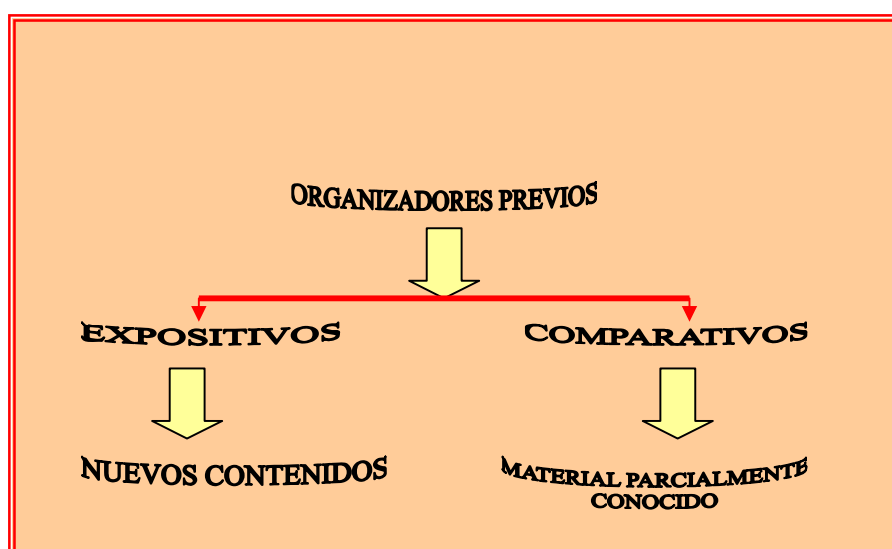 ORGANIZADORES PREVIOS
EXPOSITIVOS
COMPARATIVOS
NUEVOS CONTENIDOS
MATERIAL PARCIALMENTE
CONOCIDO